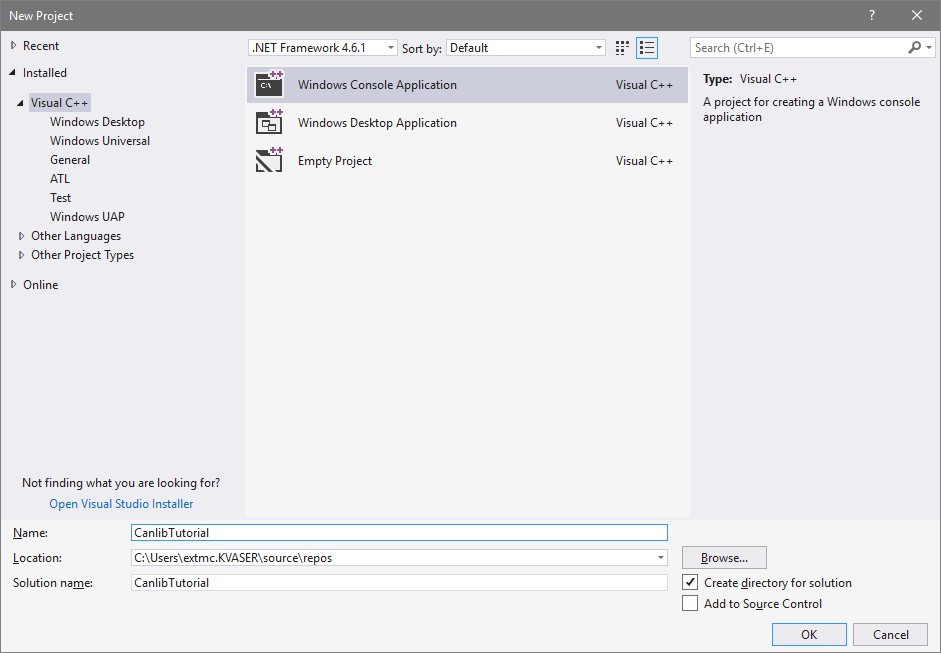 New Project
?
Recent
.NET Framework 4.6.1
Sort by:
Default
Search (Ctrl+E)
Installed
Visual C++
Windows Desktop
Windows Universal
General
ATL
Test
Windows UAP
Other Languages
Other Project Types
Online
Windows Console Application
Visual C++
Windows Desktop Application
Visual C++
Empty Project
Visual C++
Type: Visual C++
A project for creating a Windows console
application
Not finding what you are looking for?
Open Visual Studio Installer
Name:
CanlibTutorial
Location:
C:\Users\extmc.KVASER\source\repos
Browse...
Solution name:
CanlibTutorial
Create directory for solution
Add to Source Control
OK
Cancel